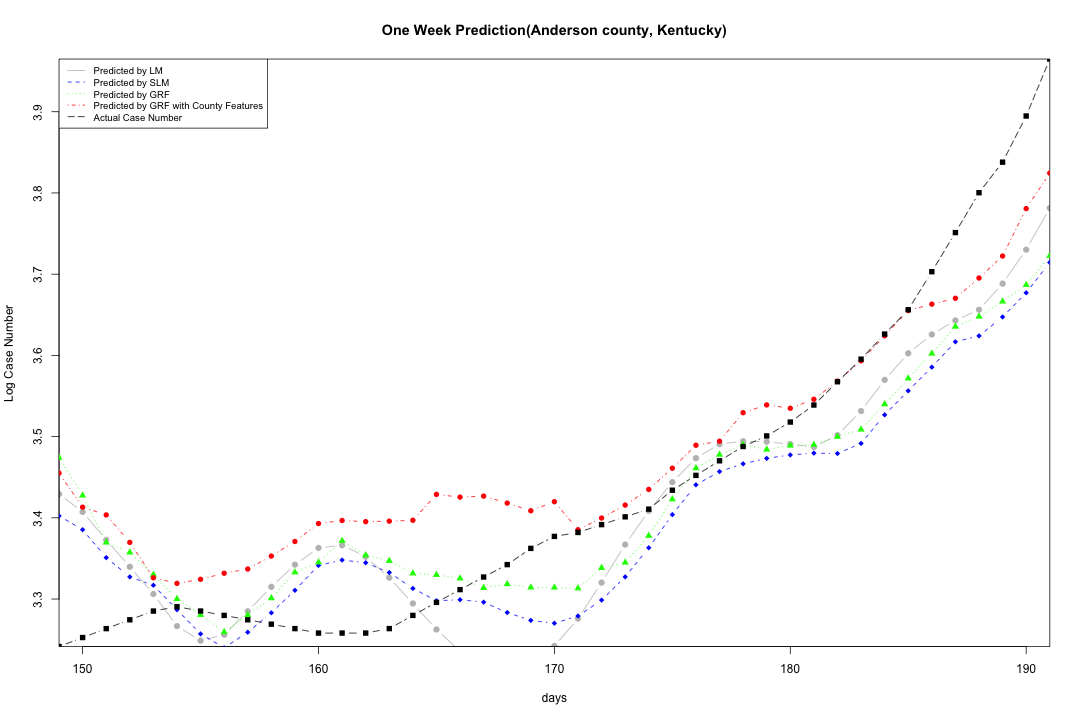 One Week Prediction(Anderson county, Kentucky)
Predicted by LM
Predicted by SLM
Predicted by GRF
Predicted by GRF with County Features
Actual Case Number
Log Case Number
3.9
3.8
3.7
3.6
3.5
3.4
3.3
150 160 170 180 190
days